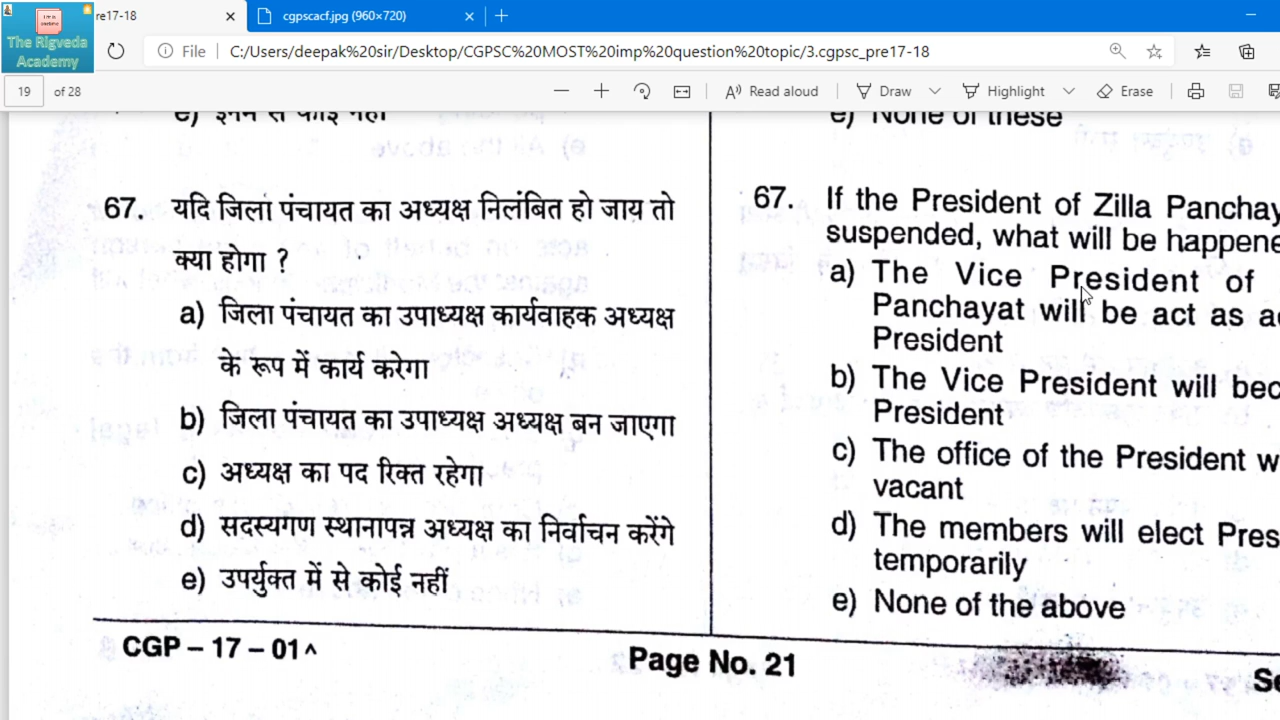 The Rigveda
Academy
re17-18
cgpscacf.jpg (960×720)
File
C:/Users/deepak%20sir/Desktop/CGPSC%20MOST%20imp%20question%20topic/3.cgpsc_pre17-18
19 of 28
Read aloud
Draw
Highlight
Erase
e) इनमें से कोई नहीं
67. यदि जिला पंचायत का अध्यक्ष निलंबित हो जाय तो
क्या होगा ?
a) जिला पंचायत का उपाध्यक्ष कार्यवाहक अध्यक्ष
के रूप में कार्य करेगा
b) जिला पंचायत का उपाध्यक्ष अध्यक्ष बन जाएगा
c) अध्यक्ष का पद रिक्त रहेगा
d) सदस्यगण स्थानापन्न अध्यक्ष का निर्वाचन करेंगे
e) उपर्युक्त में से कोई नहीं
e) None of these
67. If the President of Zilla Panchay
suspended, what will be happene
a) The Vice President of
Panchayat will be act as a
President
b) The Vice President will bec
President
c) The office of the President w
vacant
d) The members will elect Pres
temporarily
e) None of the above
CGP – 17 – 01^
Page No. 21